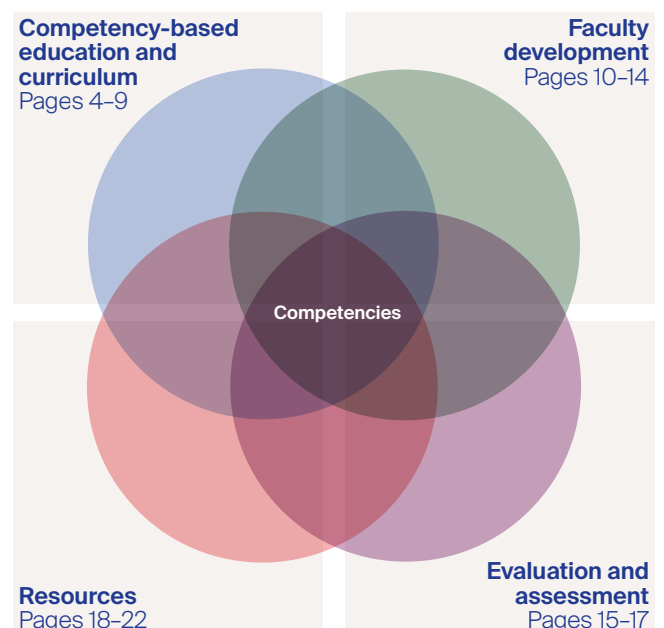 Competency-based
education and
curriculum
Pages 4–9
Faculty
development
Pages 10–14
Competencies
Resources
Pages 18–22
Evaluation and
assessment
Pages 15–17